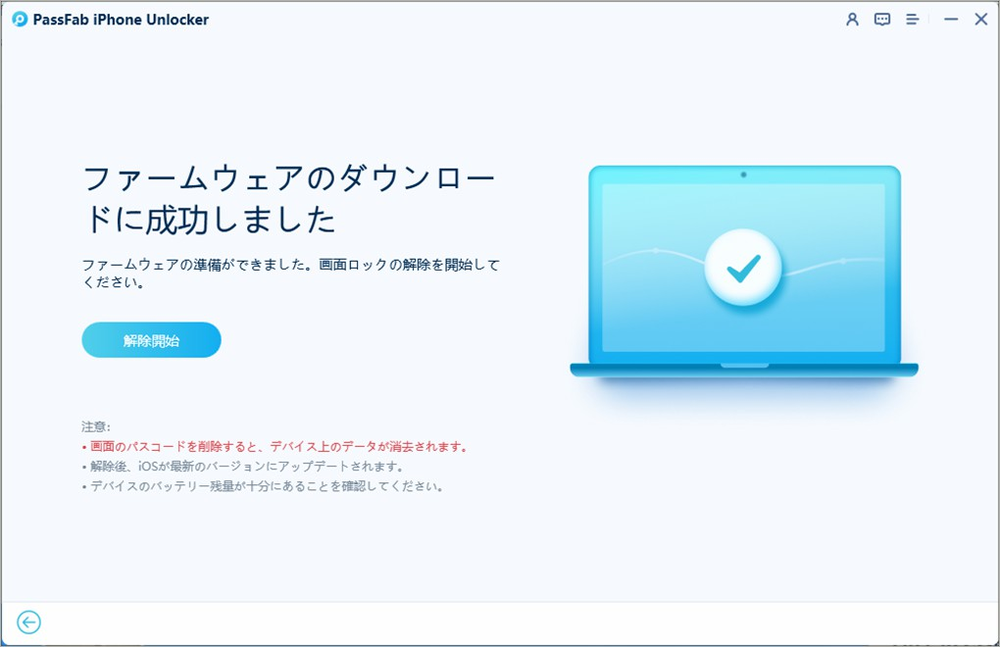 PassFab iPhone Unlocker
ファームウェアのダウンロー
ドに成功しました
ファームウェアの準備ができました。画面ロックの解除を開始して
ください。
解除開始
注意:
• 画面のパスコードを削除すると、デバイス上のデータが消去されます。
• 解除後、iOSが最新のバージョンにアップデートされます。
• デバイスのバッテリー残量が十分にあることを確認してください。